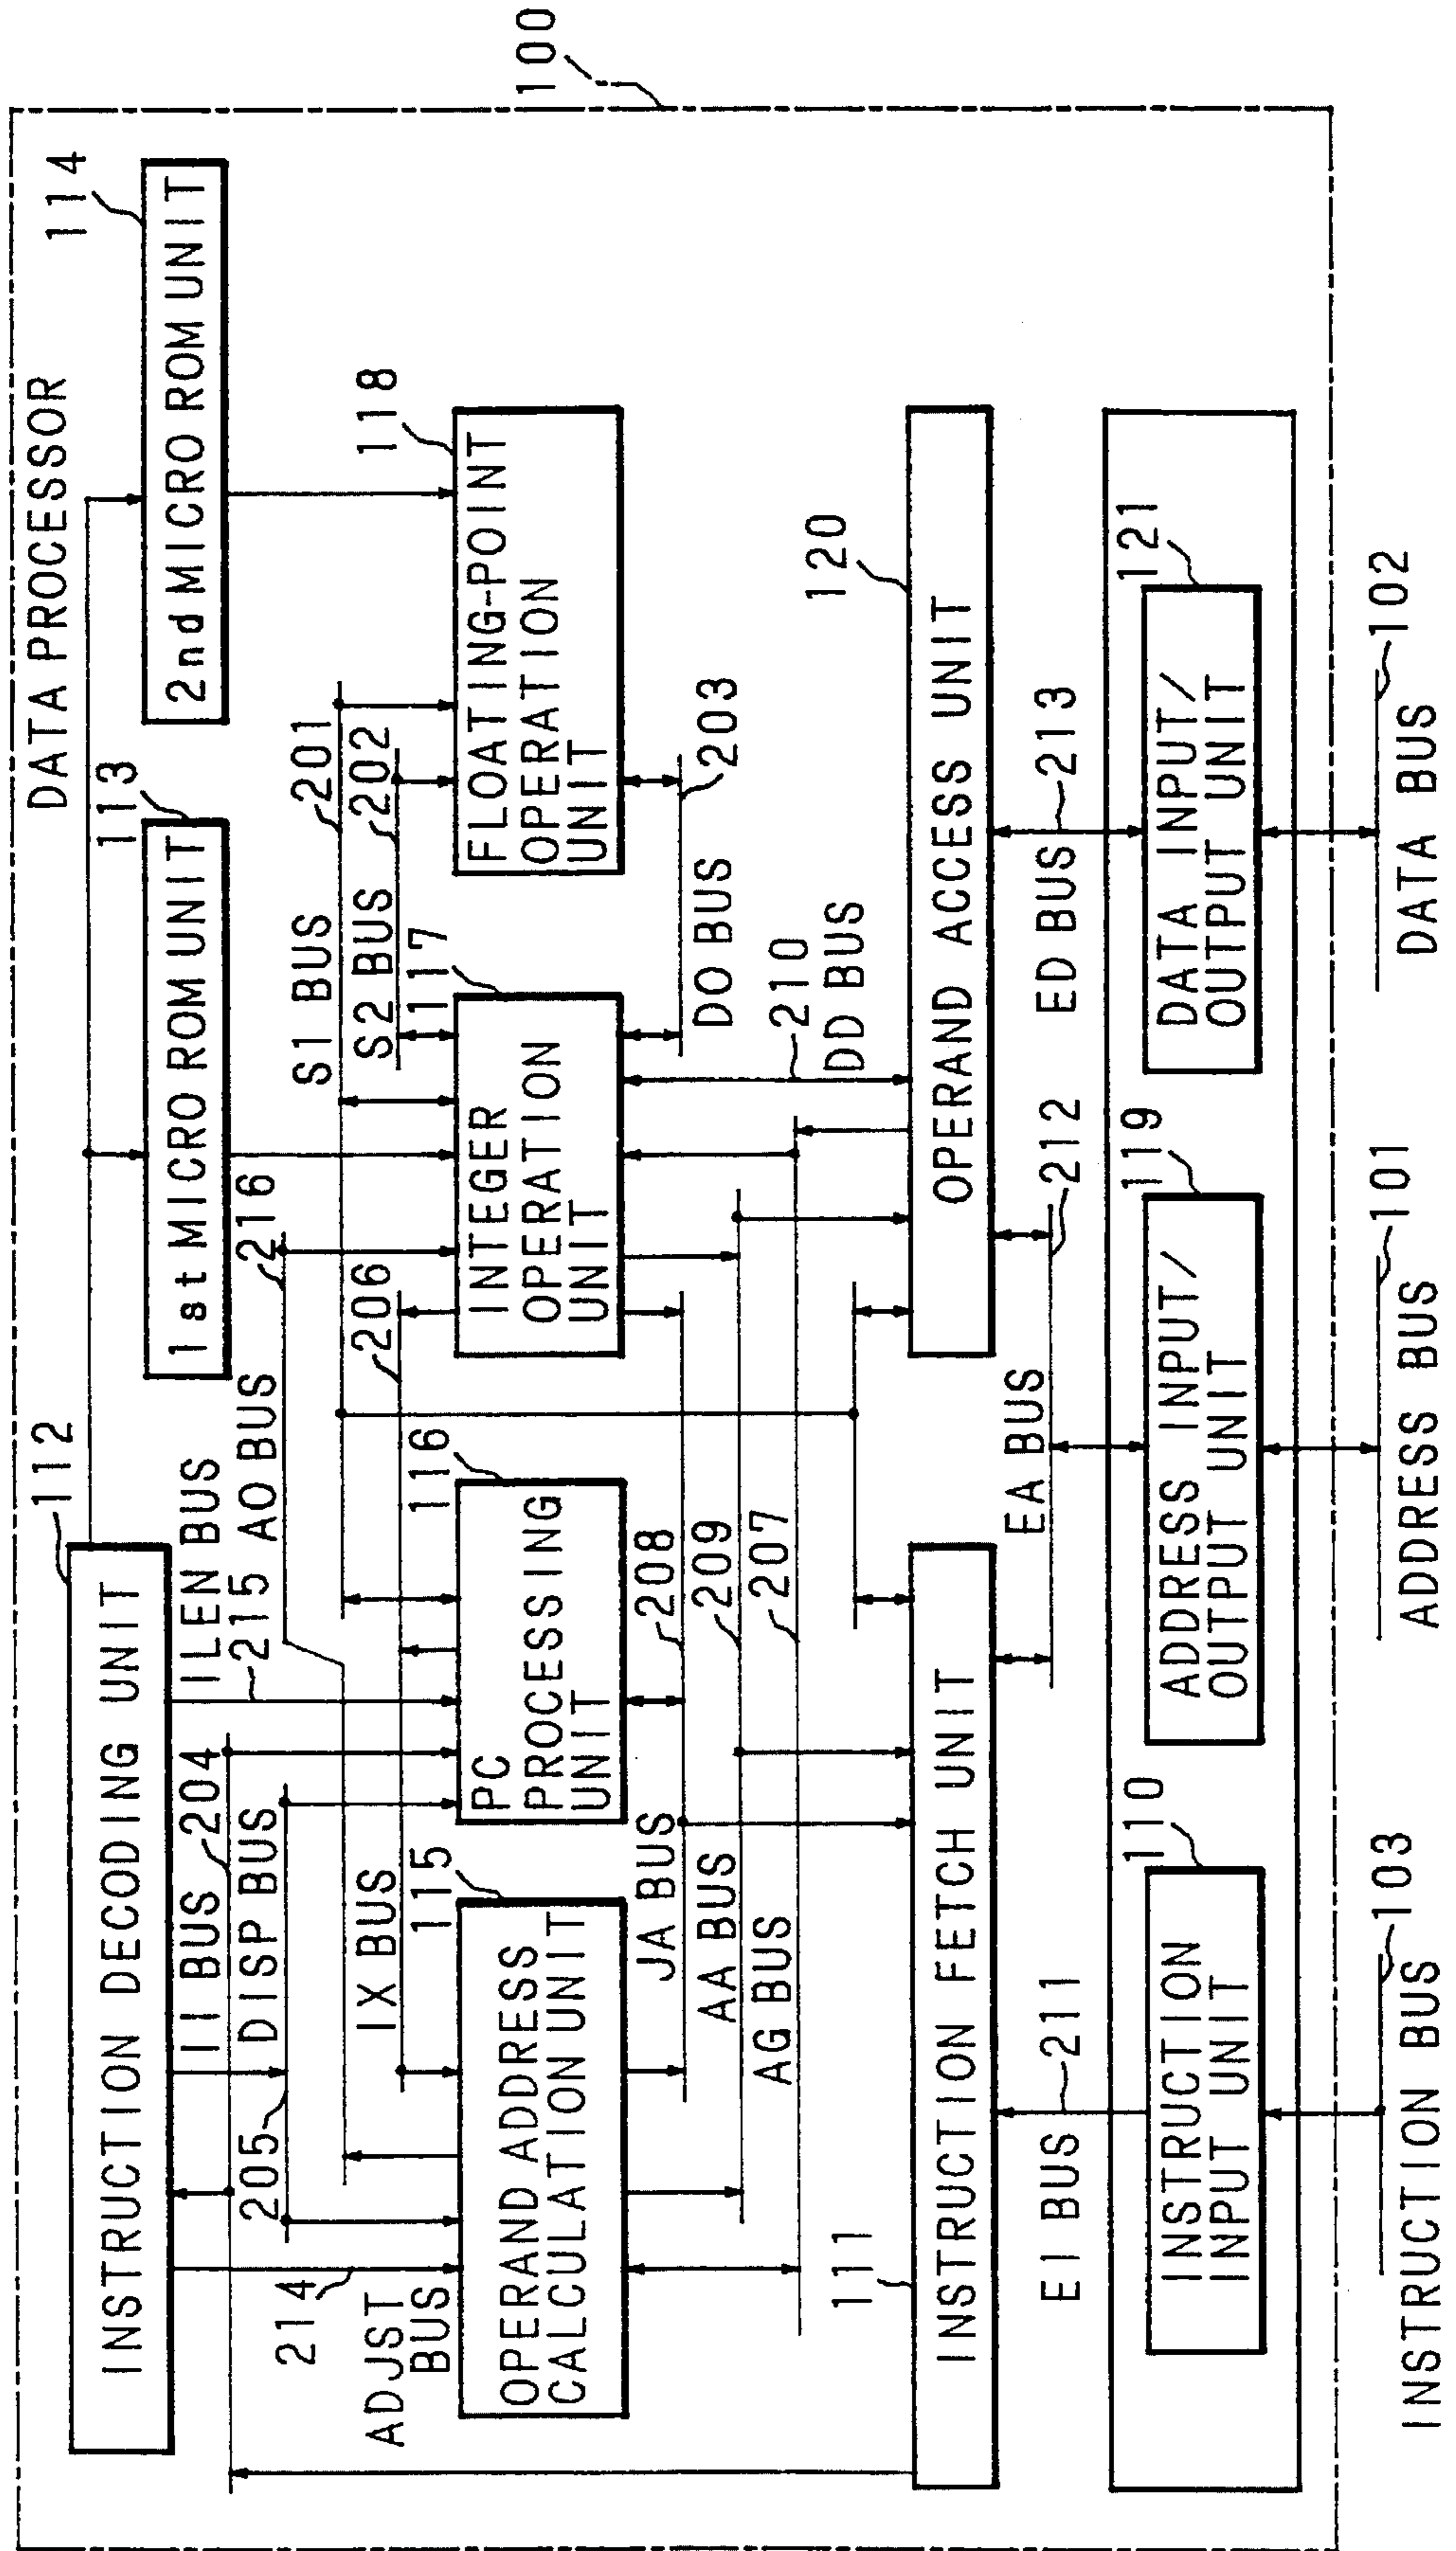 DATA PROCESSOR
100
112
INSTRUCTION DECODING UNIT
113
1st MICRO ROM UNIT
114
2nd MICRO ROM UNIT
II BUS
204
ILEN BUS
215
AO BUS
216
205
DISP BUS
214
ADJST
BUS
IX BUS
206
S1 BUS
201
S2 BUS
202
115
OPERAND ADDRESS
CALCULATION UNIT
116
PC
PROCESSING
UNIT
117
INTEGER
OPERATION
UNIT
118
FLOATING-POINT
OPERATION
UNIT
JA BUS
208
AA BUS
209
AG BUS
207
DO BUS
203
210
DD BUS
111
INSTRUCTION FETCH UNIT
120
OPERAND ACCESS UNIT
EI BUS
211
EA BUS
212
ED BUS
213
110
INSTRUCTION
INPUT UNIT
119
ADDRESS INPUT/
OUTPUT UNIT
121
DATA INPUT/
OUTPUT UNIT
103
INSTRUCTION BUS
101
ADDRESS BUS
102
DATA BUS